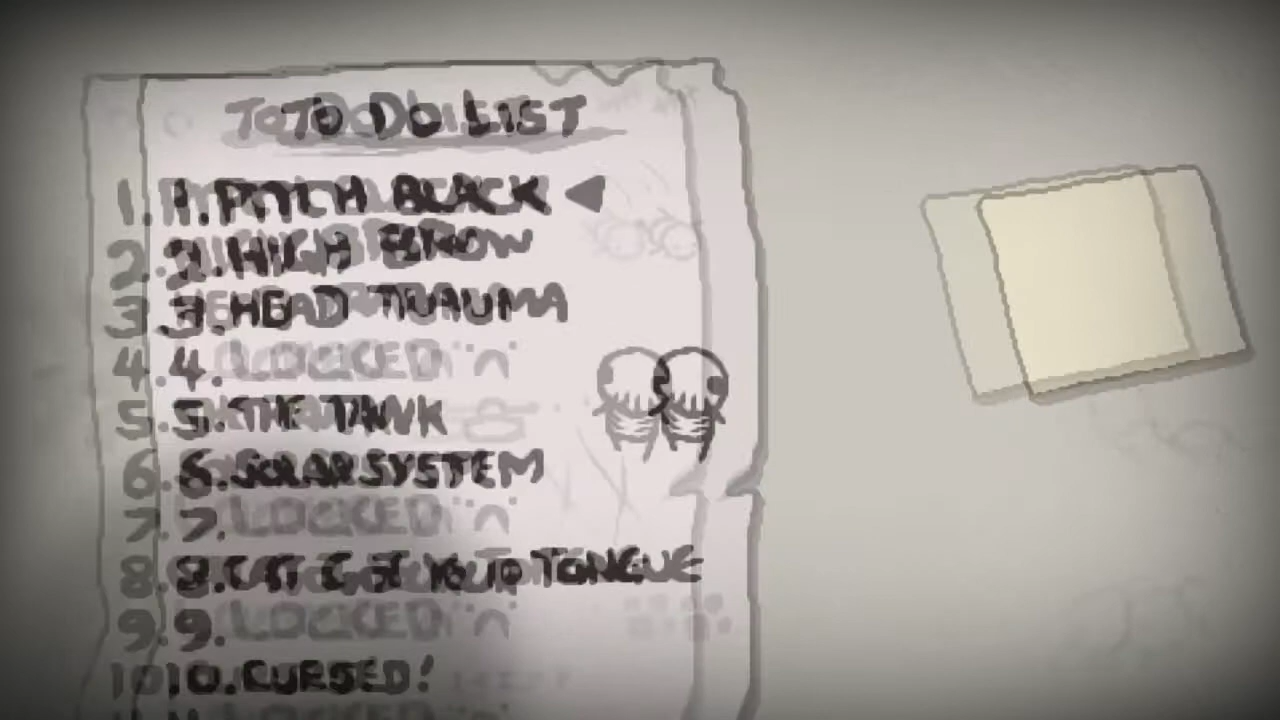 TO DO LIST
1. PITCH BLACK
2. HIGH BROW
3. HEAD TRAUMA
4. LOCKED :(
5. THE TANK
6. SOLAR SYSTEM
7. LOCKED :(
8. CAT GOT YOUR TONGUE
9. LOCKED :(
10. CURSED!
LOCKED